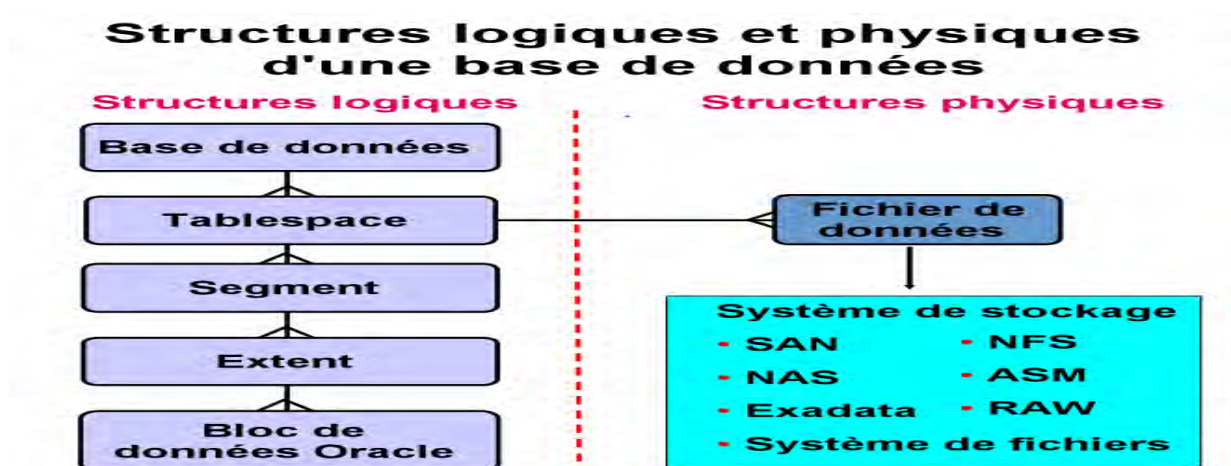 Structures logiques et physiques
d'une base de données
Structures logiques
Structures physiques
Base de données
Tablespace
Segment
Extent
Bloc de
données Oracle
Fichier de
données
Système de stockage
• SAN
• NFS
• NAS
• ASM
• Exadata
• RAW
• Système de fichiers